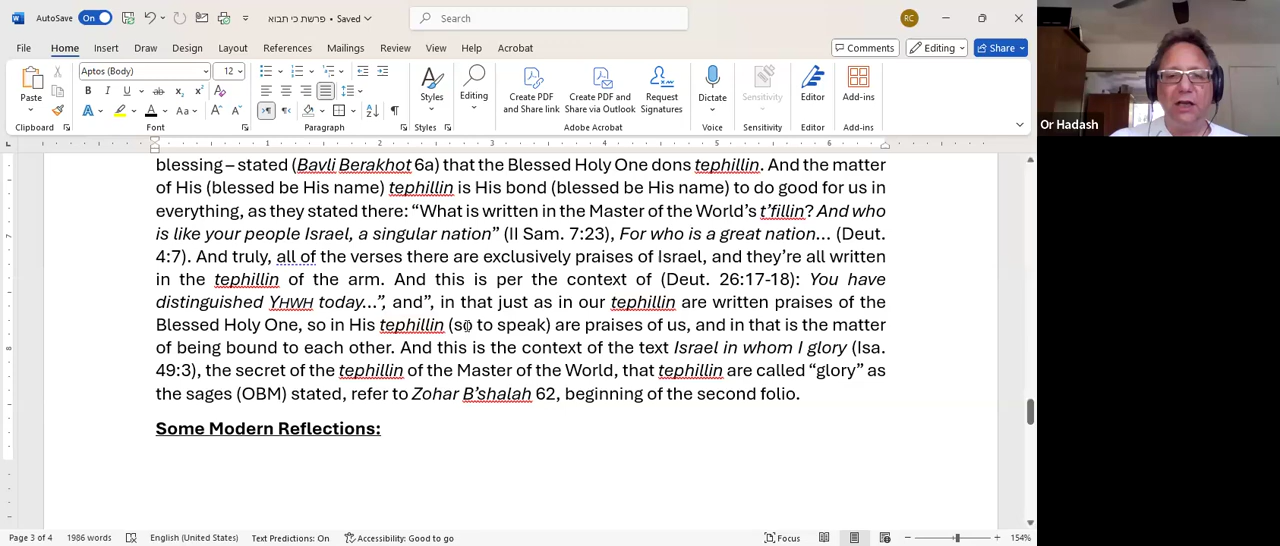 AutoSave On פרשת כי תבוא • Saved Search RC
File Home Insert Draw Design Layout References Mailings Review View Help Acrobat Comments Editing Share
Aptos (Body) 12
Paste Styles Editing Create PDF and Share link Create PDF and Share via Outlook Request Signatures Dictate Sensitivity Editor Add-ins
Clipboard Font Paragraph Styles Adobe Acrobat Voice Sensitivity Editor Add-ins
Or Hadash
1 2 3 4 5 6
blessing – stated (Bavli Berakhot 6a) that the Blessed Holy One dons tephillin. And the matter
of His (blessed be His name) tephillin is His bond (blessed be His name) to do good for us in
everything, as they stated there: “What is written in the Master of the World’s t’fillin? And who
is like your people Israel, a singular nation” (II Sam. 7:23), For who is a great nation... (Deut.
4:7). And truly, all of the verses there are exclusively praises of Israel, and they’re all written
in the tephillin of the arm. And this is per the context of (Deut. 26:17-18): You have
distinguished YHWH today...”, and”, in that just as in our tephillin are written praises of the
Blessed Holy One, so in His tephillin (so to speak) are praises of us, and in that is the matter
of being bound to each other. And this is the context of the text Israel in whom I glory (Isa.
49:3), the secret of the tephillin of the Master of the World, that tephillin are called “glory” as
the sages (OBM) stated, refer to Zohar B’shalah 62, beginning of the second folio.
Some Modern Reflections:
7
8
Page 3 of 4 1986 words English (United States) Text Predictions: On Accessibility: Good to go Focus 154%